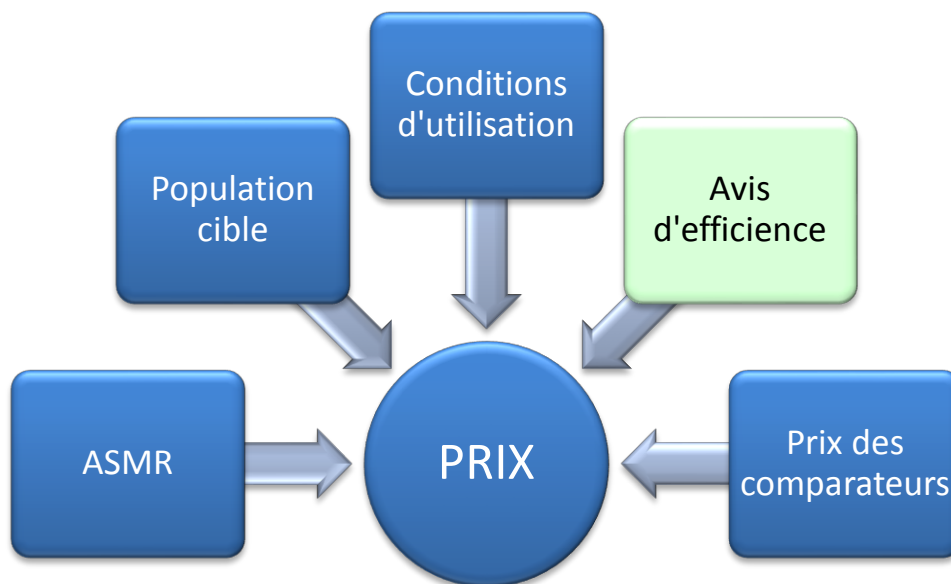 Conditions
d'utilisation
Population
cible
Avis
d'efficience
ASMR
PRIX
Prix des
comparateurs